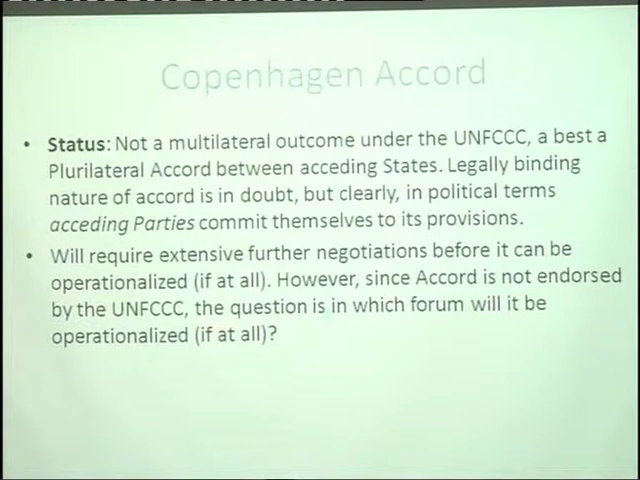 Copenhagen Accord
• Status: Not a multilateral outcome under the UNFCCC, a best a
Plurilateral Accord between acceding States. Legally binding
nature of accord is in doubt, but clearly, in political terms
acceding Parties commit themselves to its provisions.
• Will require extensive further negotiations before it can be
operationalized (if at all). However, since Accord is not endorsed
by the UNFCCC, the question is in which forum will it be
operationalized (if at all)?